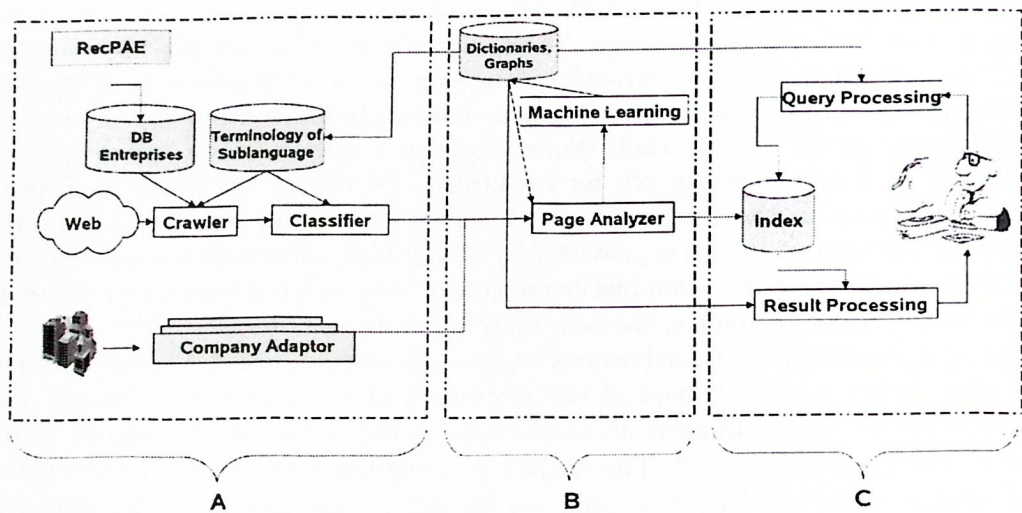 RecPAE
DB
Entreprises
Terminology of
Sublanguage
Web
Crawler
Classifier
Company Adaptor
Dictionaries,
Graphs
Machine Learning
Page Analyzer
Query Processing
Index
Result Processing
A
B
C